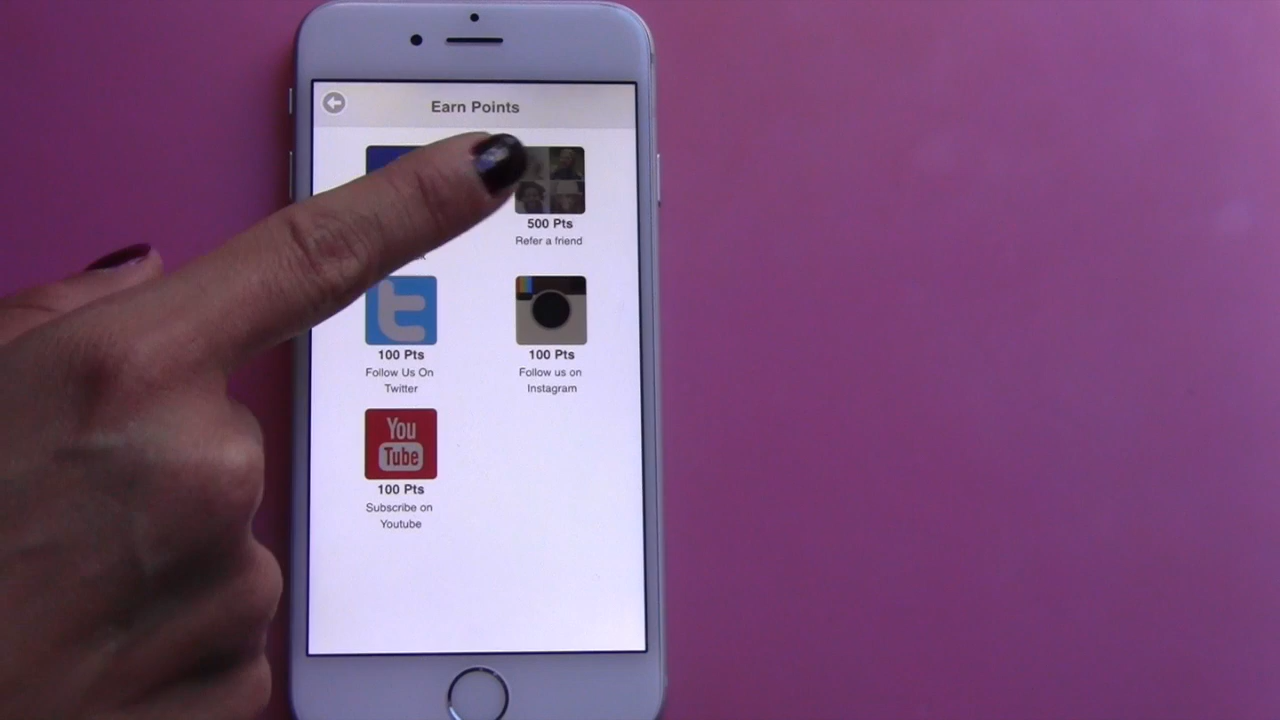 Earn Points
500 Pts
Refer a friend
100 Pts
Follow Us On
Twitter
100 Pts
Follow us on
Instagram
You
Tube
100 Pts
Subscribe on
Youtube